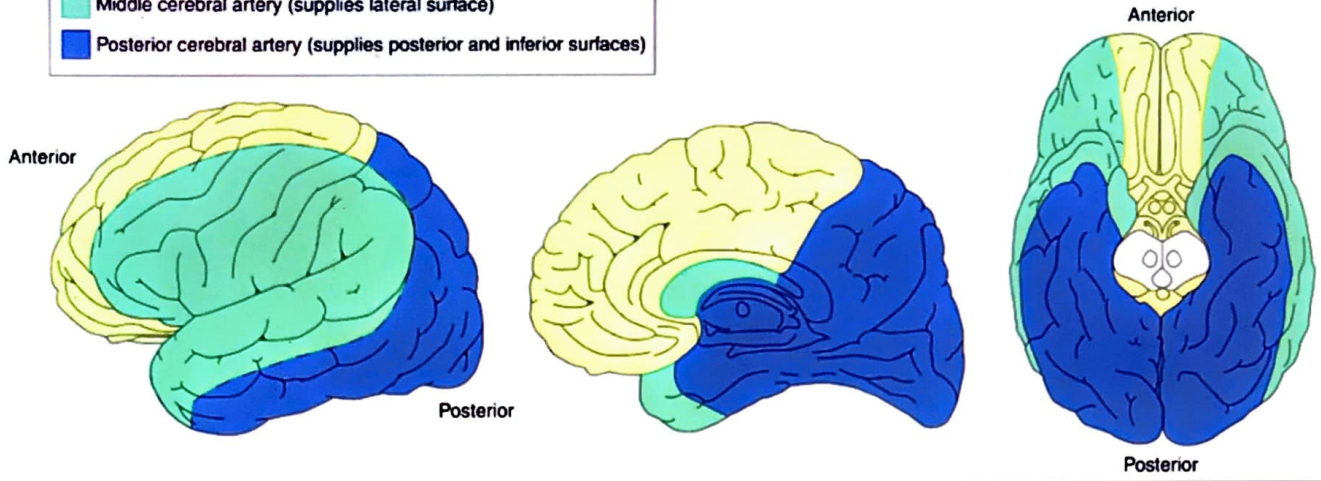 Middle cerebral artery (supplies lateral surface)
Posterior cerebral artery (supplies posterior and inferior surfaces)
Anterior
Anterior
Posterior
Posterior